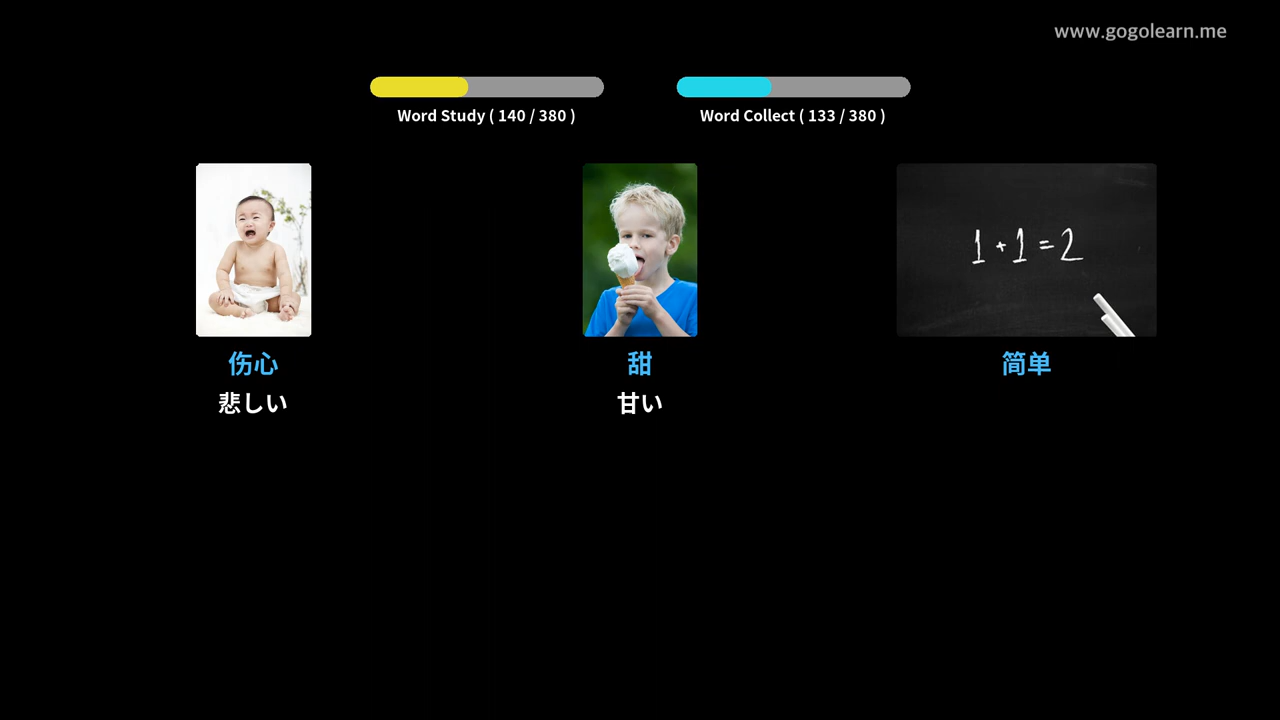 www.gogolearn.me
Word Study ( 140 / 380 )
Word Collect ( 133 / 380 )
1 + 1 = 2
伤心
甜
简单
悲しい
甘い